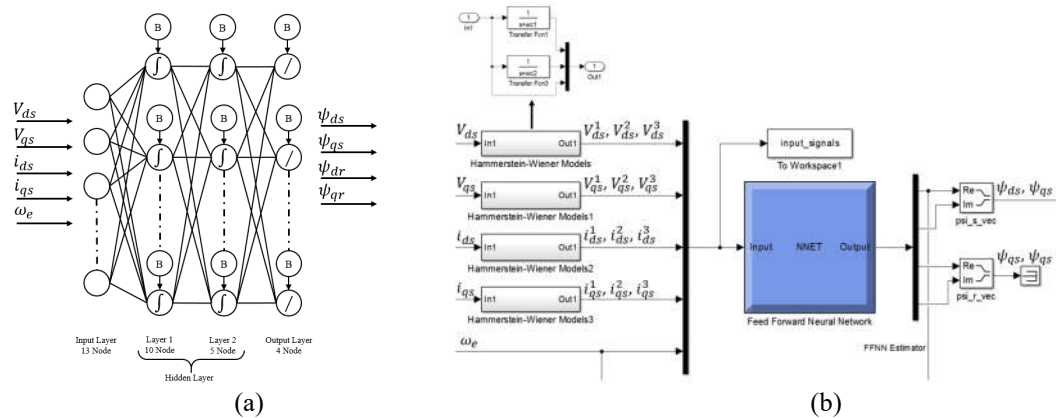 B
B
B
∫
∫
/
B
B
B
∫
∫
/
B
B
B
∫
∫
/
V_ds
V_qs
i_ds
i_qs
ω_e
ψ_ds
ψ_qs
ψ_dr
ψ_qr
Input Layer
13 Node
Layer 1
10 Node
Layer 2
5 Node
Output Layer
4 Node
Hidden Layer
(a)
1
In1
1
Transfer Fcn1
1
Transfer Fcn3
1
Out1
V_ds
In1
Out1
V_ds^1, V_ds^2, V_ds^3
Hammerstein-Wiener Models
V_qs
In1
Out1
V_qs^1, V_qs^2, V_qs^3
Hammerstein-Wiener Models1
i_ds
In1
Out1
i_ds^1, i_ds^2, i_ds^3
Hammerstein-Wiener Models2
i_qs
In1
Out1
i_qs^1, i_qs^2, i_qs^3
Hammerstein-Wiener Models3
ω_e
input_signals
To Workspace1
Input
NNET
Output
Feed Forward Neural Network
Re
Im
psi_s_vec
ψ_ds, ψ_qs
Re
Im
psi_r_vec
ψ_qs, ψ_qs
FFNN Estimator
(b)